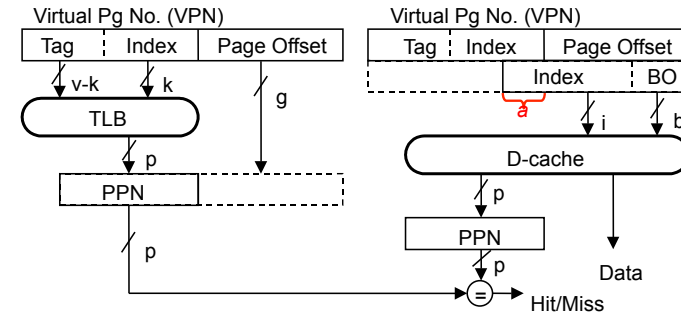 Virtual Pg No. (VPN)
Tag Index Page Offset
v-k k g
TLB
p
PPN
p
Virtual Pg No. (VPN)
Tag Index Page Offset
Index BO
a
i b
D-cache
p
PPN
p
Data
=
Hit/Miss